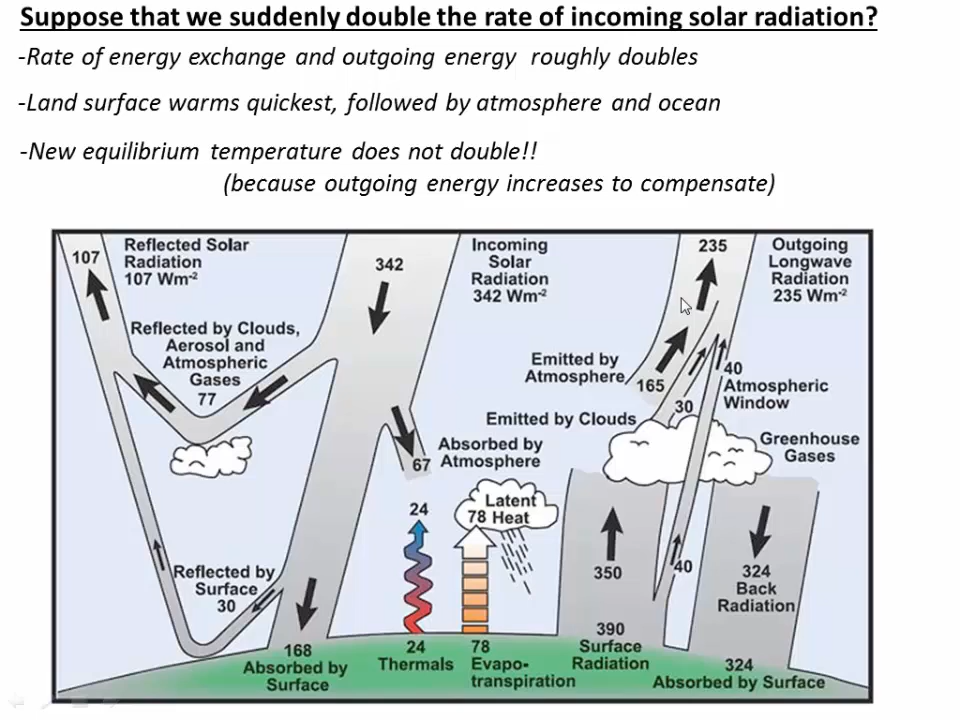 Suppose that we suddenly double the rate of incoming solar radiation?
-Rate of energy exchange and outgoing energy roughly doubles
-Land surface warms quickest, followed by atmosphere and ocean
-New equilibrium temperature does not double!!
(because outgoing energy increases to compensate)
107
Reflected Solar
Radiation
107 Wm-2
342
Incoming
Solar
Radiation
342 Wm-2
235
Outgoing
Longwave
Radiation
235 Wm-2
Reflected by Clouds,
Aerosol and
Atmospheric
Gases
77
Emitted by
Atmosphere
165
40
Atmospheric
Window
Emitted by Clouds
30
Greenhouse
Gases
Absorbed by
67 Atmosphere
24
Latent
78 Heat
350
40
324
Back
Radiation
Reflected by
Surface
30
168
Absorbed by
Surface
24
Thermals
78
Evapo-
transpiration
390
Surface
Radiation
324
Absorbed by Surface